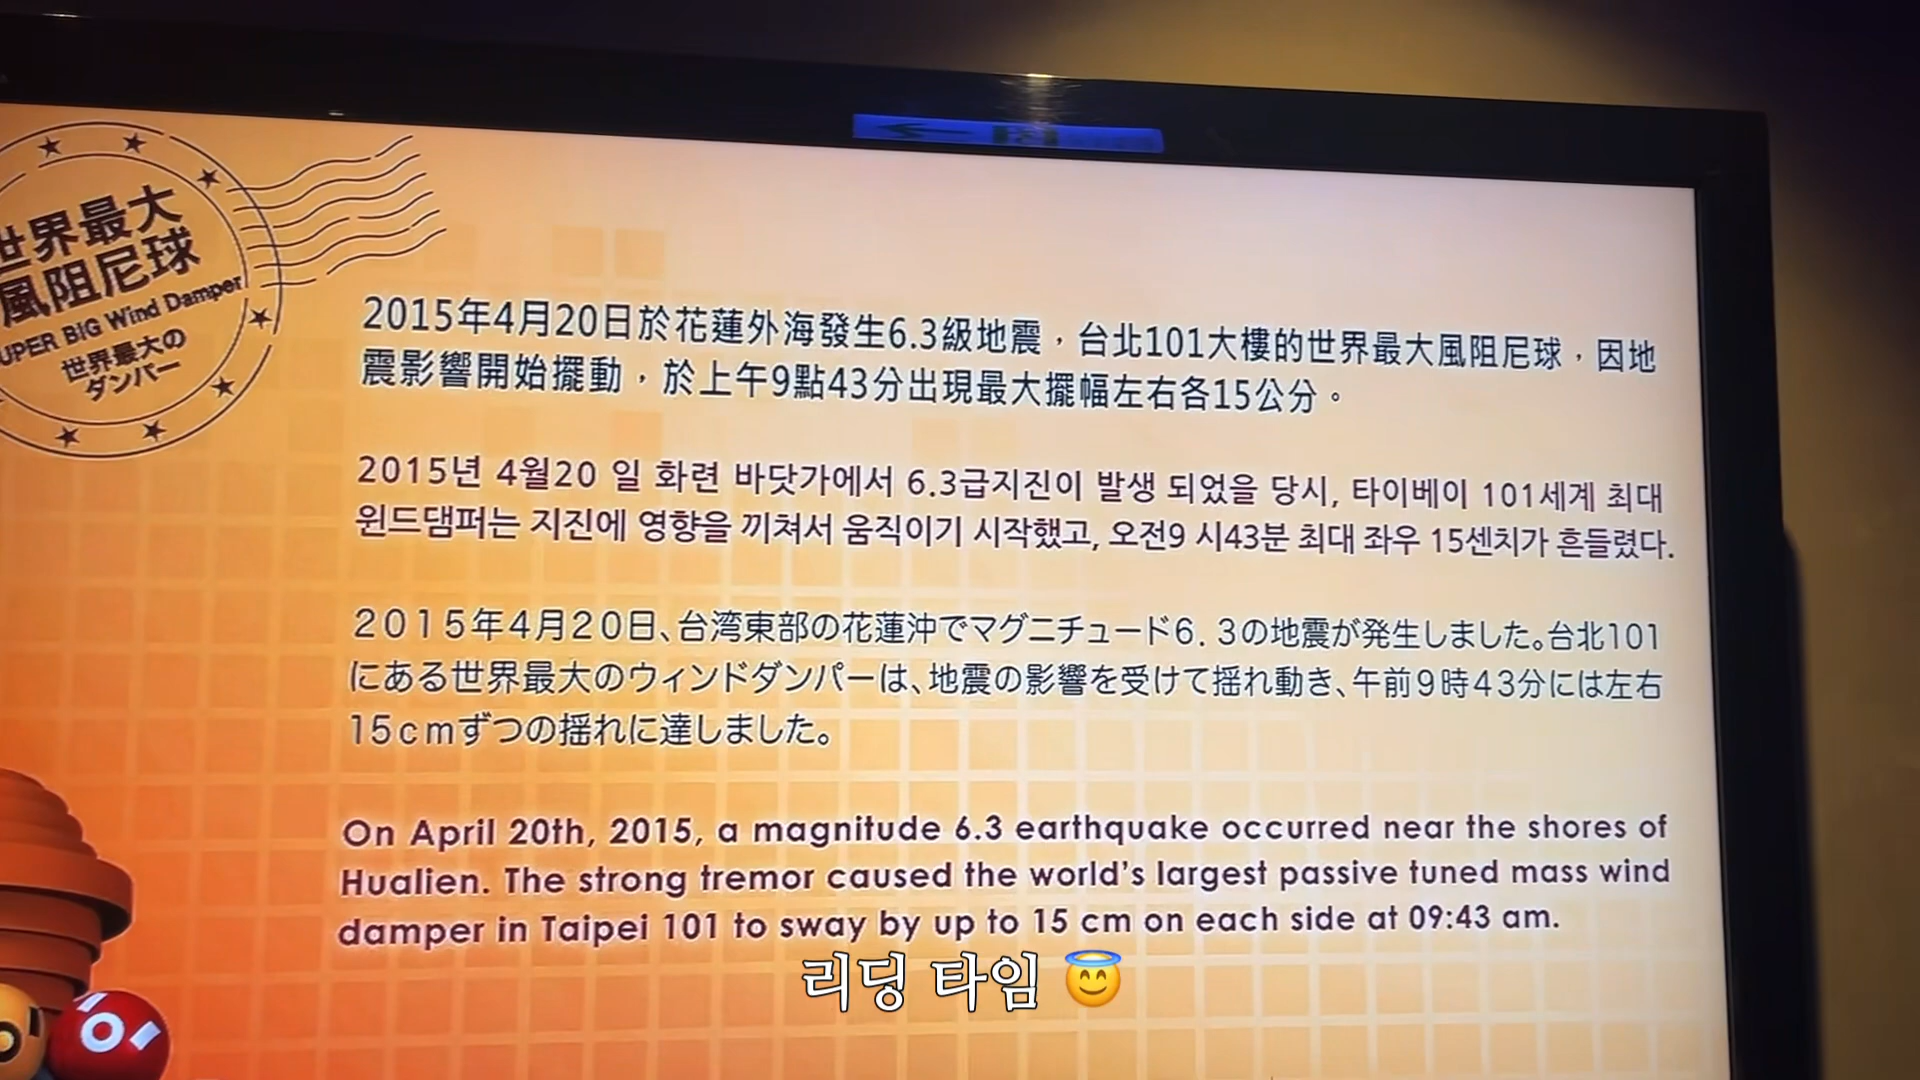 世界最大
風阻尼球
SUPER BIG Wind Damper
世界最大の
ダンパー
2015年4月20日於花蓮外海發生6.3級地震，台北101大樓的世界最大風阻尼球，因地
震影響開始擺動，於上午9點43分出現最大擺幅左右各15公分。
2015년 4월20 일 화련 바닷가에서 6.3급지진이 발생 되었을 당시, 타이베이 101세계 최대
윈드댐퍼는 지진에 영향을 끼쳐서 움직이기 시작했고, 오전9 시43분 최대 좌우 15센치가 흔들렸다.
2015年4月20日、台湾東部の花蓮沖でマグニチュード6.3の地震が発生しました。台北101
にある世界最大のウィンドダンパーは、地震の影響を受けて揺れ動き、午前9時43分には左右
15cmずつの揺れに達しました。
On April 20th, 2015, a magnitude 6.3 earthquake occurred near the shores of
Hualien. The strong tremor caused the world's largest passive tuned mass wind
damper in Taipei 101 to sway by up to 15 cm on each side at 09:43 am.
리딩 타임 😇